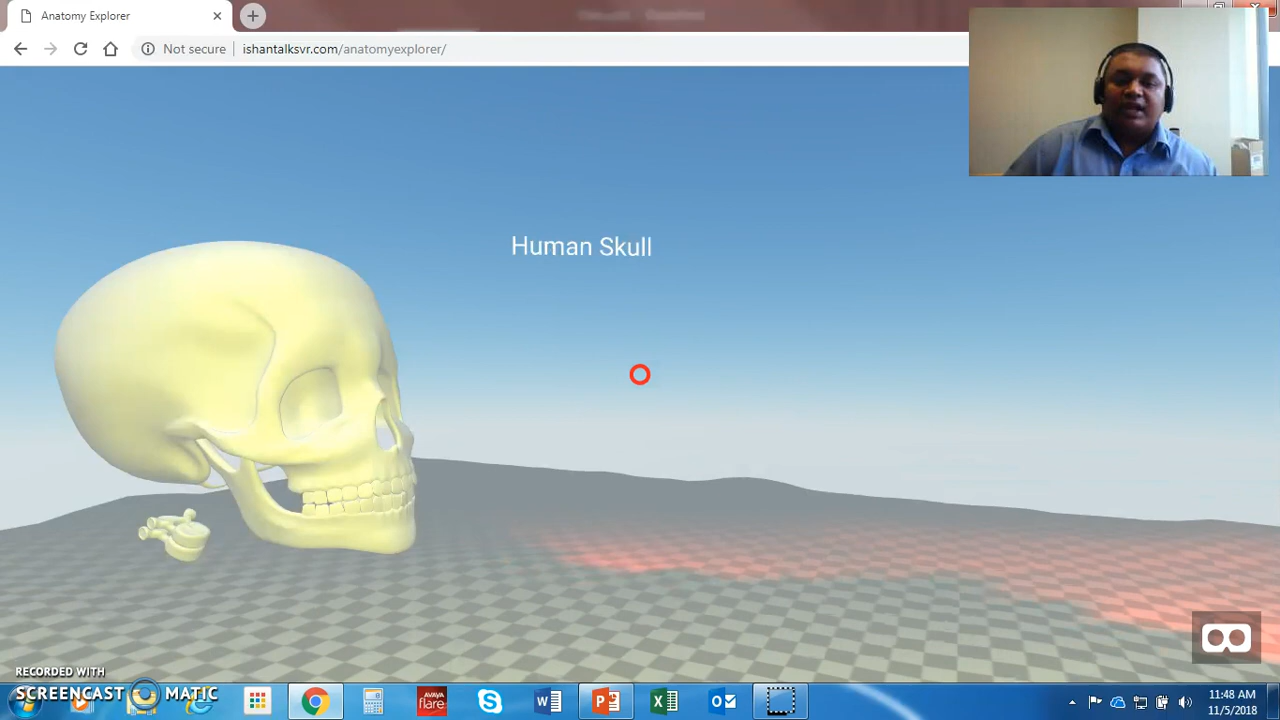 Anatomy Explorer
Not secure
ishantalksvr.com/anatomyexplorer/
Human Skull
RECORDED WITH
SCREENCAST MATIC
AVAYA
flare
11:48 AM
11/5/2018